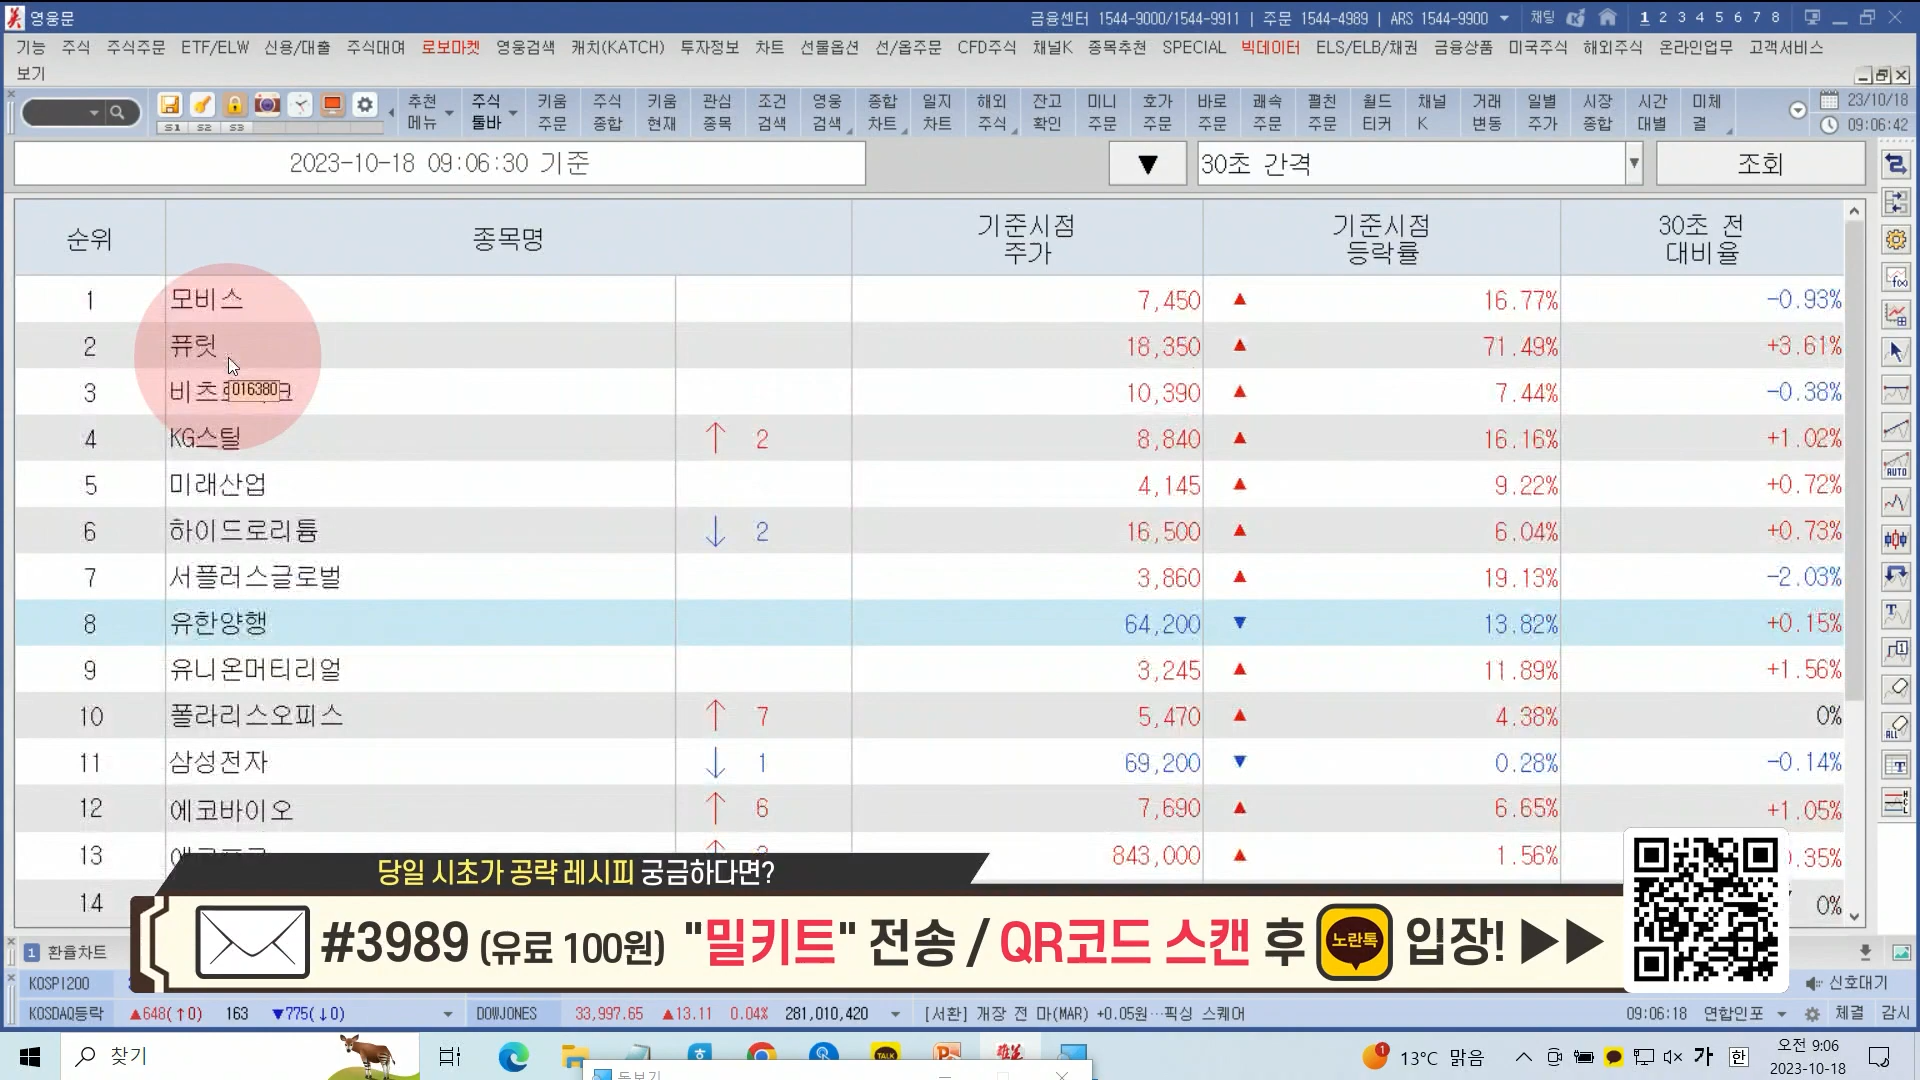 영웅문
금융센터 1544-9000/1544-9911 | 주문 1544-4989 | ARS 1544-9900 채팅 1 2 3 4 5 6 7 8
기능 주식 주식주문 ETF/ELW 신용/대출 주식대여 로보마켓 영웅검색 캐치(KATCH) 투자정보 차트 선물옵션 선/옵주문 CFD주식 채널K 종목추천 SPECIAL 빅데이터 ELS/ELB/채권 금융상품 미국주식 해외주식 온라인업무 고객서비스
보기
S1 S2 S3
추천 메뉴 주식 툴바 키움 주문 주식 종합 키움 현재 관심 종목 조건 검색 영웅 검색 종합 차트 일지 차트 해외 주식 잔고 확인 미니 주문 호가 주문 바로 주문 쾌속 주문 펼친 주문 월드 티커 채널 K 거래 변동 일별 주가 시장 종합 시간 대별 미체 결
23/10/18
09:06:42
2023-10-18 09:06:30 기준 ▼ 30초 간격 조회
순위 종목명 기준시점 주가 기준시점 등락률 30초 전 대비율
1 모비스 7,450 ▲ 16.77% -0.93%
2 퓨릿 18,350 ▲ 71.49% +3.61%
016380
3 비츠 10,390 ▲ 7.44% -0.38%
4 KG스틸 ↑ 2 8,840 ▲ 16.16% +1.02%
5 미래산업 4,145 ▲ 9.22% +0.72%
6 하이드로리튬 ↓ 2 16,500 ▲ 6.04% +0.73%
7 서플러스글로벌 3,860 ▲ 19.13% -2.03%
8 유한양행 64,200 ▼ 13.82% +0.15%
9 유니온머티리얼 3,245 ▲ 11.89% +1.56%
10 폴라리스오피스 ↑ 7 5,470 ▲ 4.38% 0%
11 삼성전자 ↓ 1 69,200 ▼ 0.28% -0.14%
12 에코바이오 ↑ 6 7,690 ▲ 6.65% +1.05%
13 843,000 ▲ 1.56% .35%
14 0%
당일 시초가 공략 레시피 궁금하다면?
#3989 (유료 100원) "밀키트" 전송 / QR코드 스캔 후 노란톡 입장! ▶▶
1 환율차트
KOSPI200
신호대기
KOSDAQ등락 ▲648(↑0) 163 ▼775(↓0) DOWJONES 33,997.65 ▲13.11 0.04% 281,010,420 [서환] 개장 전 마(MAR) +0.05원…픽싱 스퀘어 09:06:18 연합인포 체결 감시
찾기
TALK
1 13°C 맑음 가 한 오전 9:06
2023-10-18
돋보기